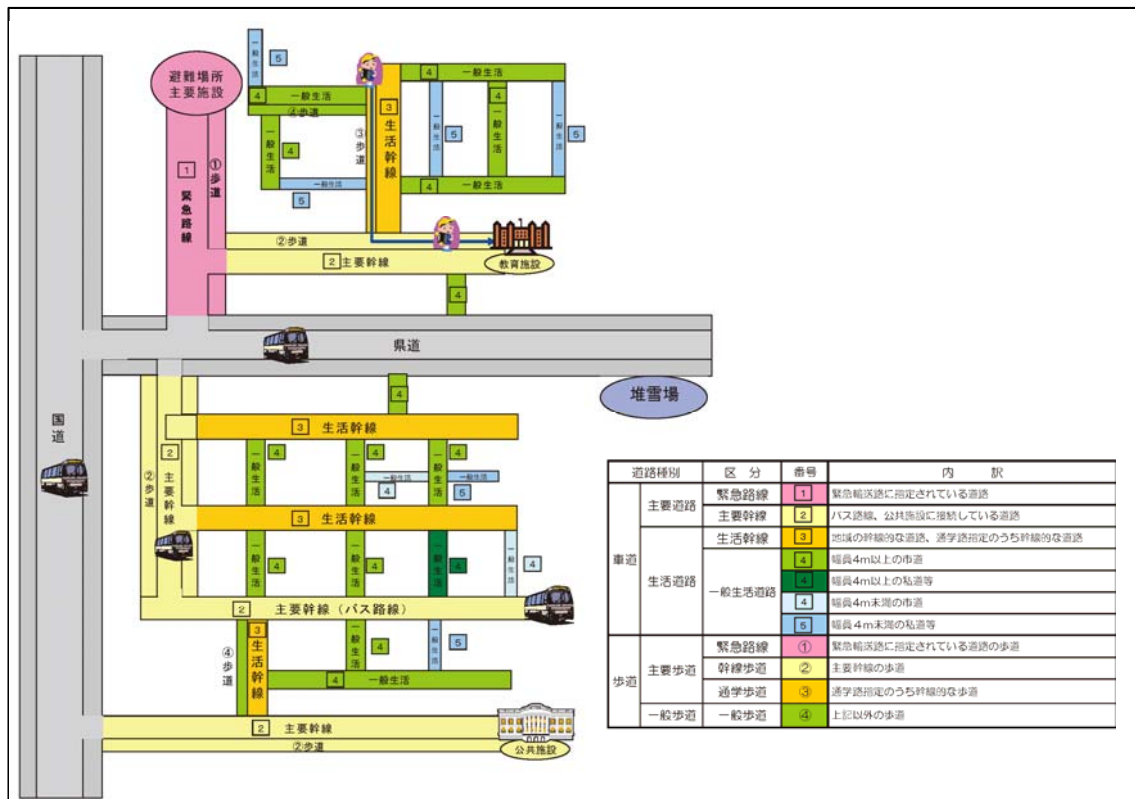 避難場所
主要施設
一般生活
5
4
一般生活
④歩道
一般生活
4
一般生活
5
③歩道
3
生活幹線
4
一般生活
一般生活
5
4
一般生活
一般生活
5
4
一般生活
1
緊急路線
①歩道
②歩道
2
主要幹線
教育施設
4
県道
堆雪場
国道
4
3
生活幹線
②歩道
2
主要幹線
一般生活
4
一般生活
4
一般生活
4
一般生活
4
一般生活
5
3
生活幹線
一般生活
4
一般生活
4
一般生活
4
一般生活
4
2
主要幹線(バス路線)
④歩道
3
生活幹線
一般生活
4
一般生活
5
4
一般生活
2
主要幹線
②歩道
公共施設
道路種別 区分 番号 内訳
車道 主要道路 緊急路線 1 緊急輸送路に指定されている道路
主要幹線 2 バス路線、公共施設に接続している道路
生活道路 生活幹線 3 地域の幹線的な道路、通学路指定のうち幹線的な道路
一般生活道路 4 幅員4m以上の市道
4 幅員4m以上の私道等
4 幅員4m未満の市道
5 幅員4m未満の私道等
歩道 主要歩道 緊急路線 ① 緊急輸送路に指定されている道路の歩道
幹線歩道 ② 主要幹線の歩道
通学歩道 ③ 通学路指定のうち幹線的な歩道
一般歩道 一般歩道 ④ 上記以外の歩道